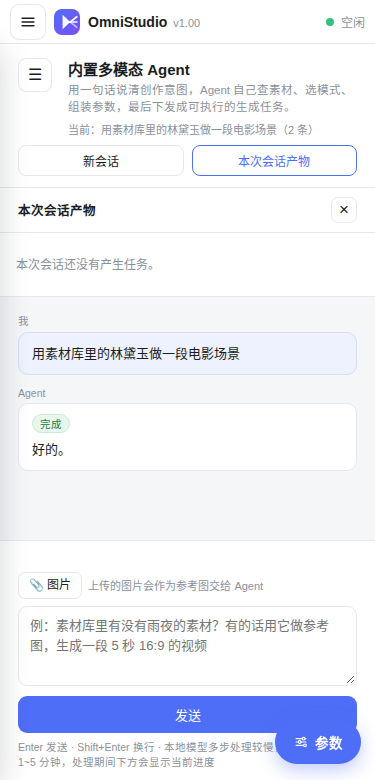 OmniStudio v1.00
空闲
内置多模态 Agent
用一句话说清创作意图，Agent 自己查素材、选模式、
组装参数，最后下发成可执行的生成任务。
当前：用素材库里的林黛玉做一段电影场景（2 条）
新会话
本次会话产物
本次会话产物
本次会话还没有产生任务。
我
用素材库里的林黛玉做一段电影场景
Agent
完成
好的。
图片
上传的图片会作为参考图交给 Agent
例：素材库里有没有雨夜的素材？有的话用它做参考
图，生成一段 5 秒 16:9 的视频
发送
Enter 发送 · Shift+Enter 换行 · 本地模型多步处理较慢
1~5 分钟，处理期间下方会显示当前进度
参数